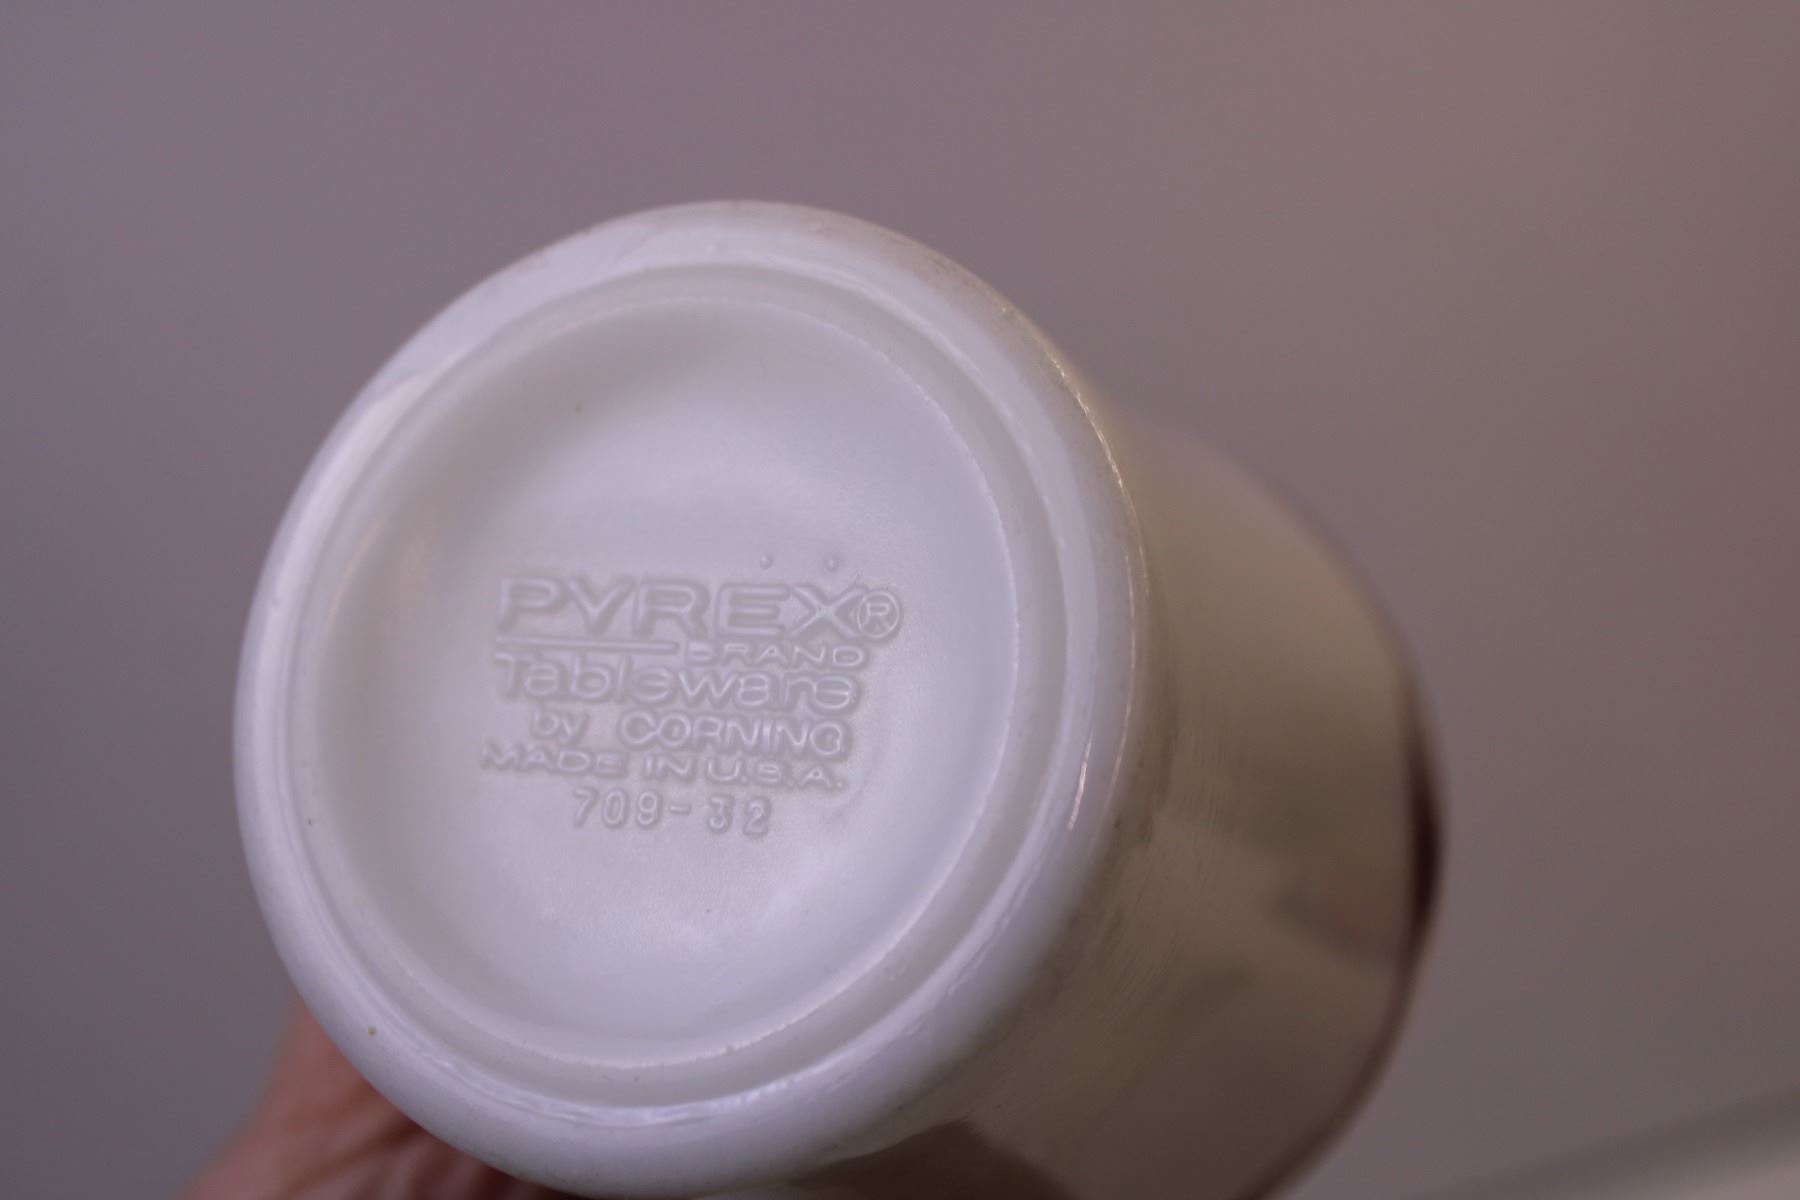 PYREX®
BRAND
Tableware
by CORNING
MADE IN U.S.A.
709-32